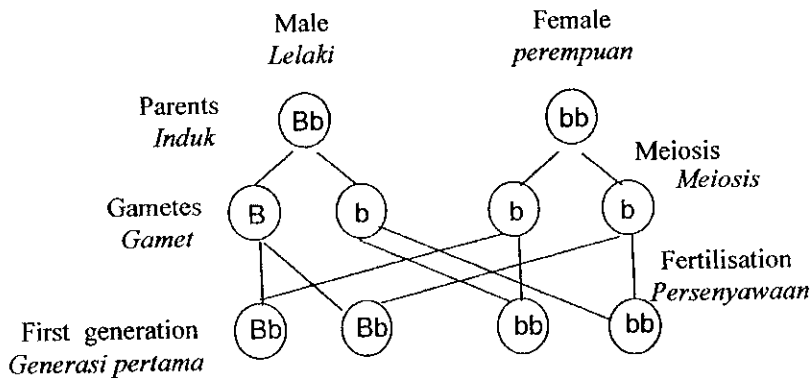 Male
Lelaki
Female
perempuan
Parents
Induk
Bb
bb
Meiosis
Meiosis
Gametes
Gamet
B
b
b
b
Fertilisation
Persenyawaan
First generation
Generasi pertama
Bb
Bb
bb
bb